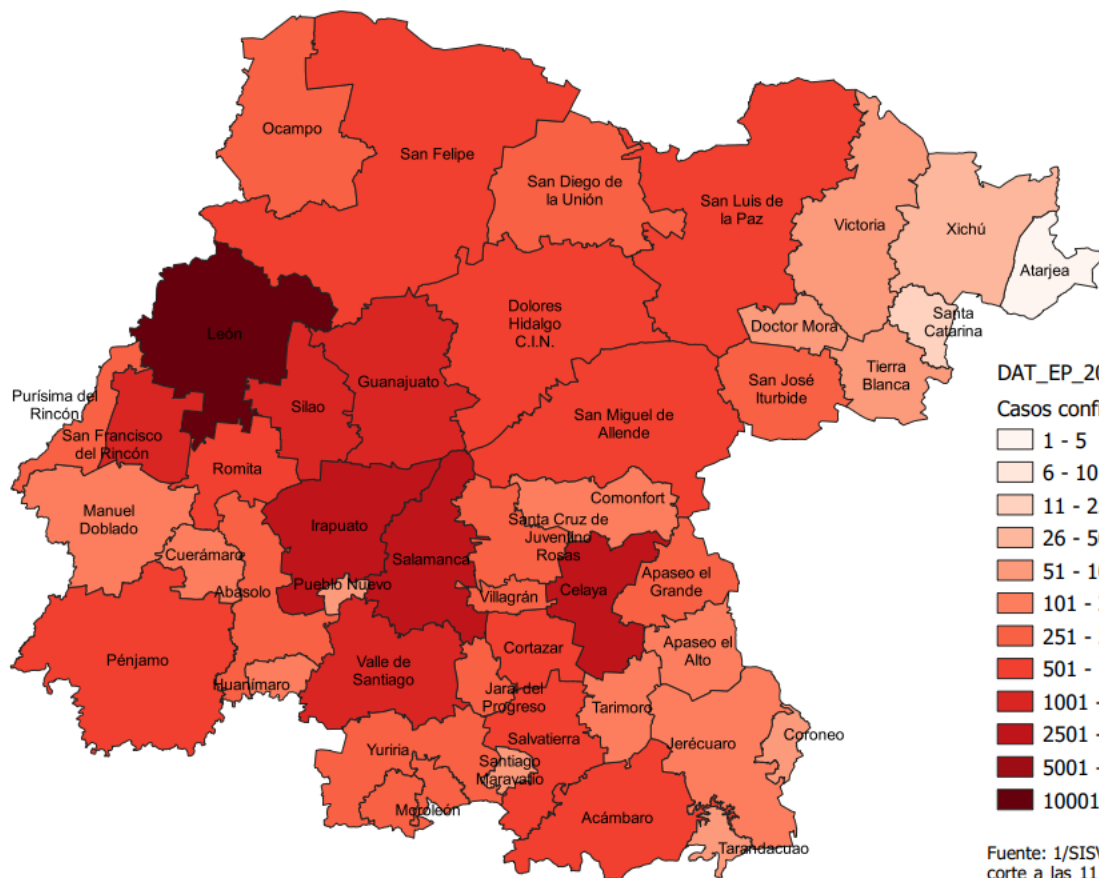 Ocampo
San Felipe
San Diego de
la Unión
San Luis de
la Paz
Victoria
Xichú
Atarjea
León
Dolores
Hidalgo
C.I.N.
Doctor Mora
Santa
Catarina
Tierra
Blanca
Guanajuato
Silao
San José
Iturbide
Purísima del
Rincón
San Francisco
del Rincón
San Miguel de
Allende
Romita
Manuel
Doblado
Irapuato
Comonfort
Santa Cruz de
Juventino
Rosas
Cuerámaro
Salamanca
Abasolo
Pueblo Nuevo
Villagrán
Celaya
Apaseo el
Grande
Pénjamo
Valle de
Santiago
Cortazar
Apaseo el
Alto
Huanímaro
Jaral del
Progreso
Tarimoro
Jerécuaro
Coroneo
Yuriria
Salvatierra
Santiago
Maravatío
Moroleón
Acámbaro
Tarandacuao
DAT_EP_20
Casos confi
1 - 5
6 - 10
11 - 2
26 - 50
51 - 10
101 -
251 -
501 -
1001 -
2501 -
5001 -
10001
Fuente: 1/SISV
corte a las 11